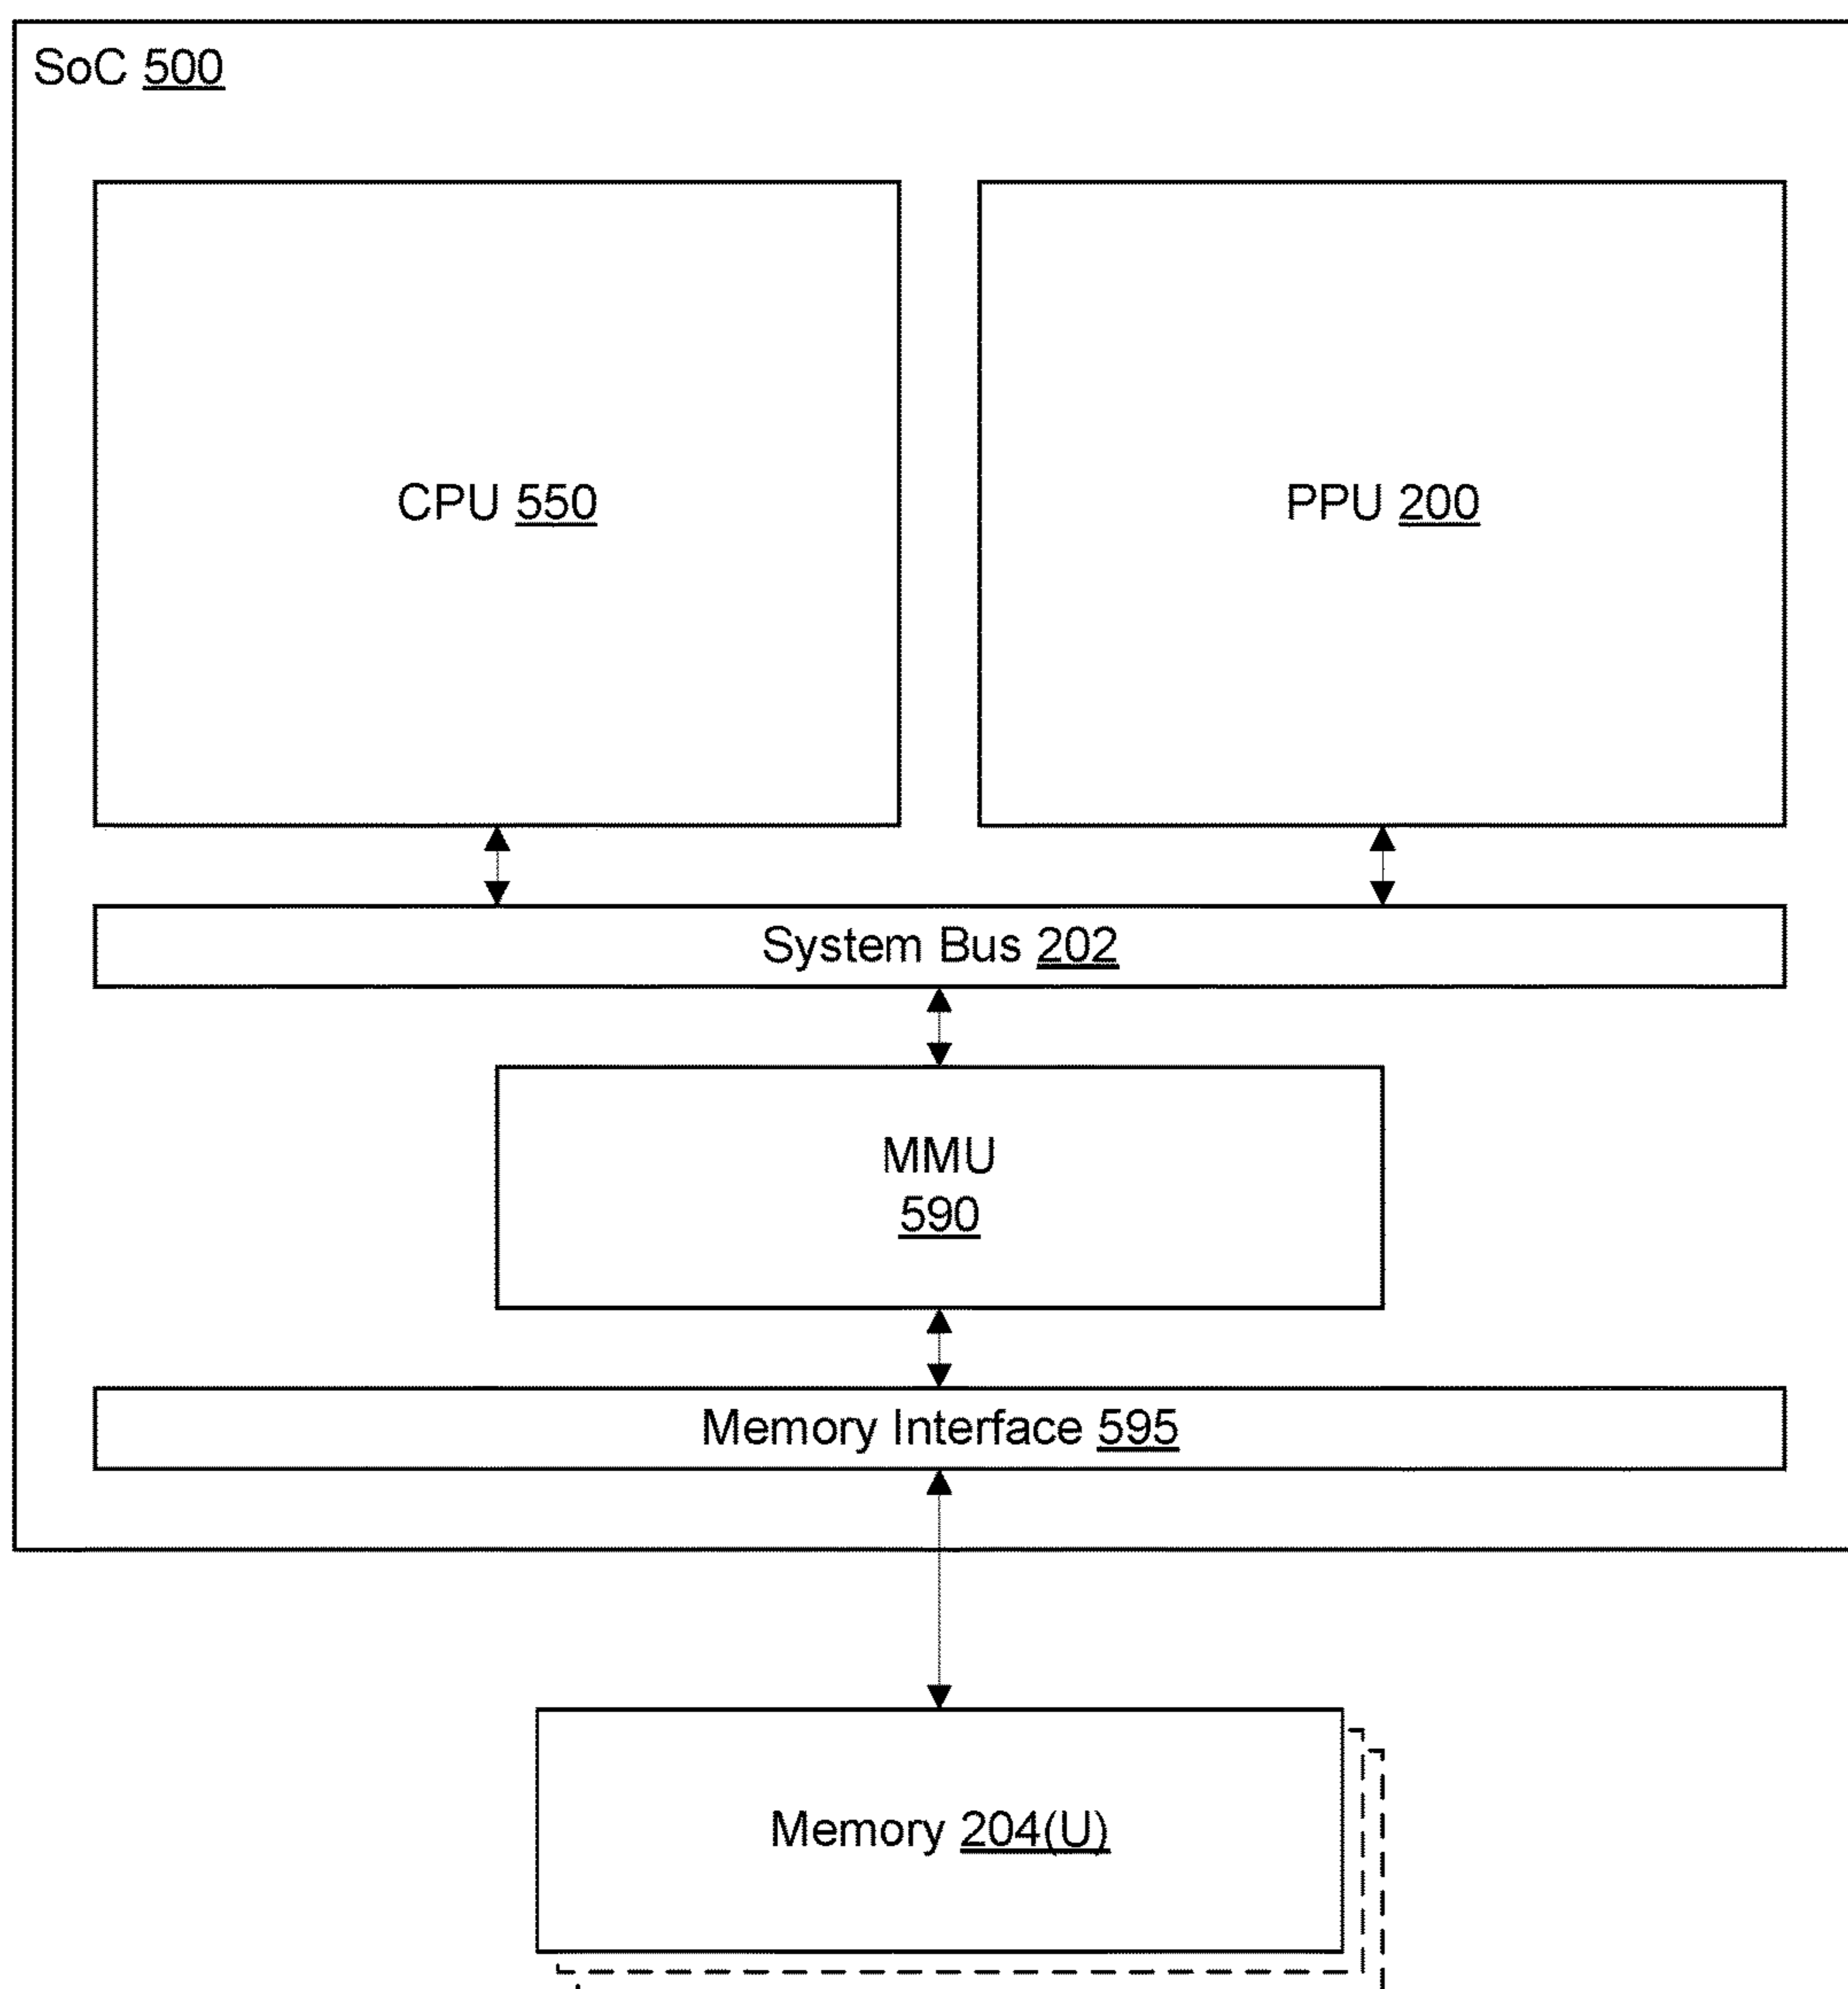 SoC 500
CPU 550
PPU 200
System Bus 202
MMU
590
Memory Interface 595
Memory 204(U)